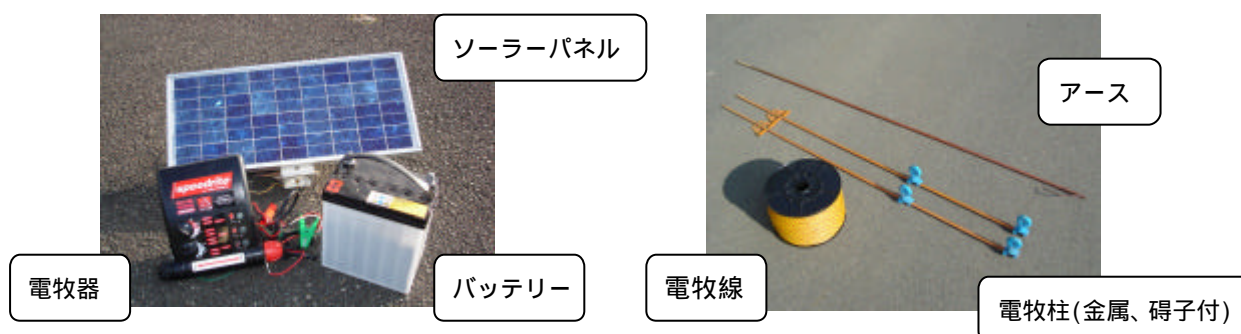 ソーラーパネル
speedrite
電牧器
バッテリー
アース
電牧線
電牧柱(金属、碍子付)